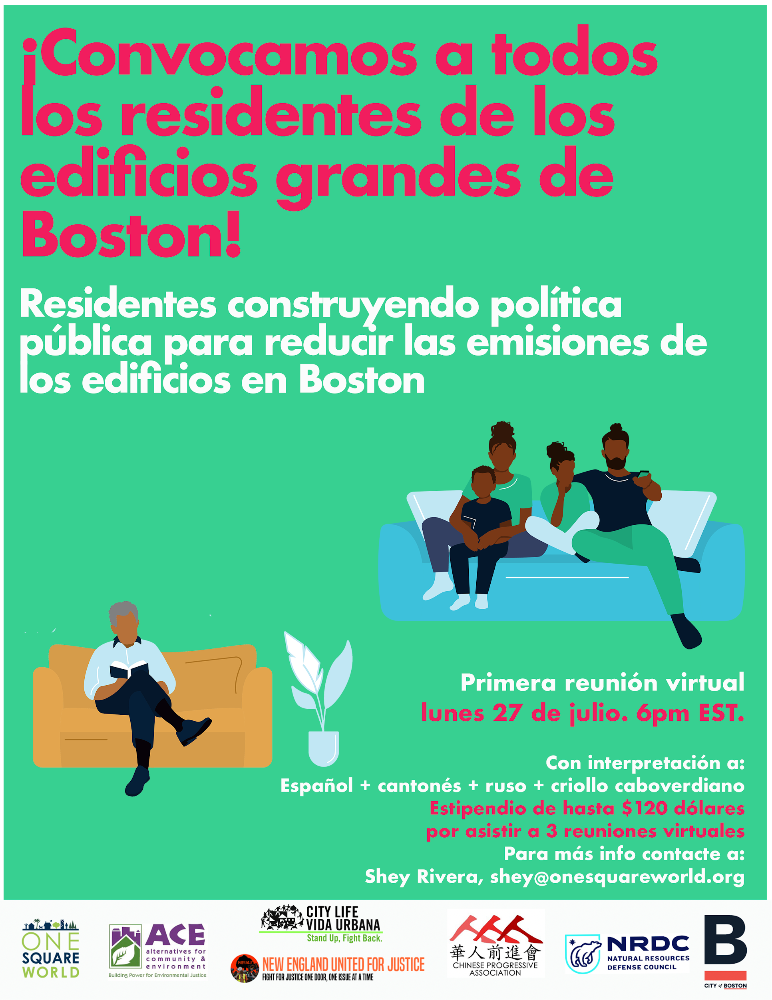 ¡Convocamos a todos
los residentes de los
edificios grandes de
Boston!
Residentes construyendo política
pública para reducir las emisiones de
los edificios en Boston
Primera reunión virtual
lunes 27 de julio. 6pm EST.
Con interpretación a:
Español + cantonés + ruso + criollo caboverdiano
Estipendio de hasta $120 dólares
por asistir a 3 reuniones virtuales
Para más info contacte a:
Shey Rivera, shey@onesquareworld.org
ONE
SQUARE
WORLD
ACE
alternatives for
community &
environment
Building Power for Environmental Justice
CITY LIFE
VIDA URBANA
Stand Up, Fight Back.
NEU4J
NEW ENGLAND UNITED FOR JUSTICE
FIGHT FOR JUSTICE ONE DOOR, ONE ISSUE AT A TIME
華人前進會
CHINESE PROGRESSIVE
ASSOCIATION
NRDC
NATURAL RESOURCES
DEFENSE COUNCIL
B
CITY of BOSTON